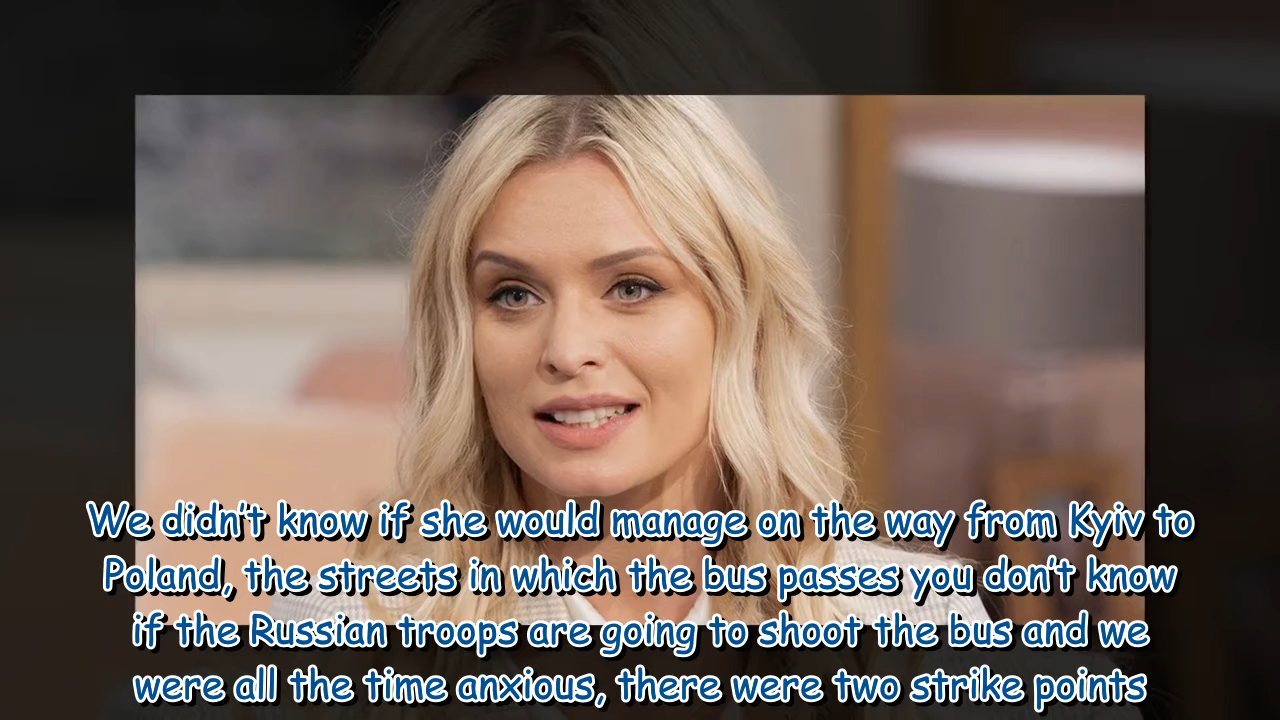 We didn't know if she would manage on the way from Kyiv to
Poland, the streets in which the bus passes you don't know
if the Russian troops are going to shoot the bus and we
were all the time anxious, there were two strike points